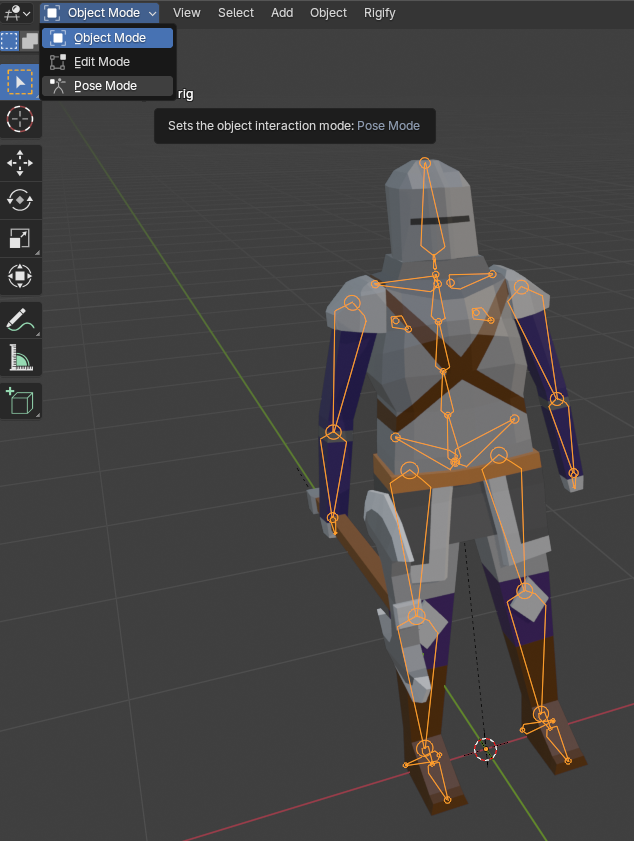 Object Mode View Select Add Object Rigify
Object Mode
Edit Mode
Pose Mode
rig
Sets the object interaction mode: Pose Mode